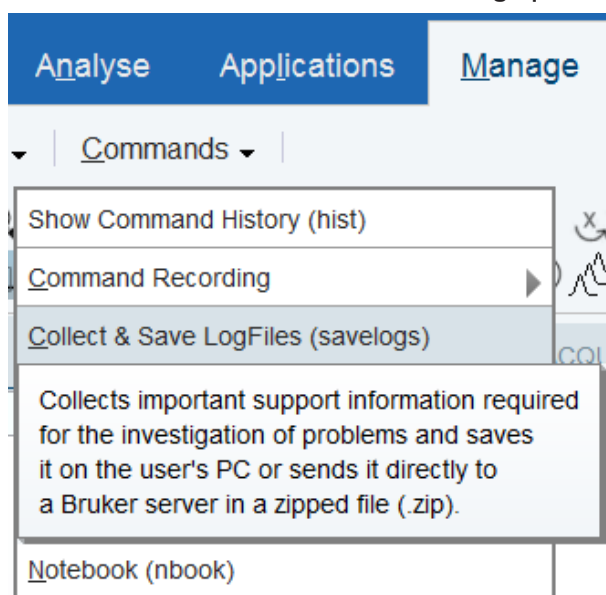 Analyse Applications Manage
Commands
Show Command History (hist)
Command Recording
Collect & Save LogFiles (savelogs)
Collects important support information required
for the investigation of problems and saves
it on the user's PC or sends it directly to
a Bruker server in a zipped file (.zip).
Notebook (nbook)